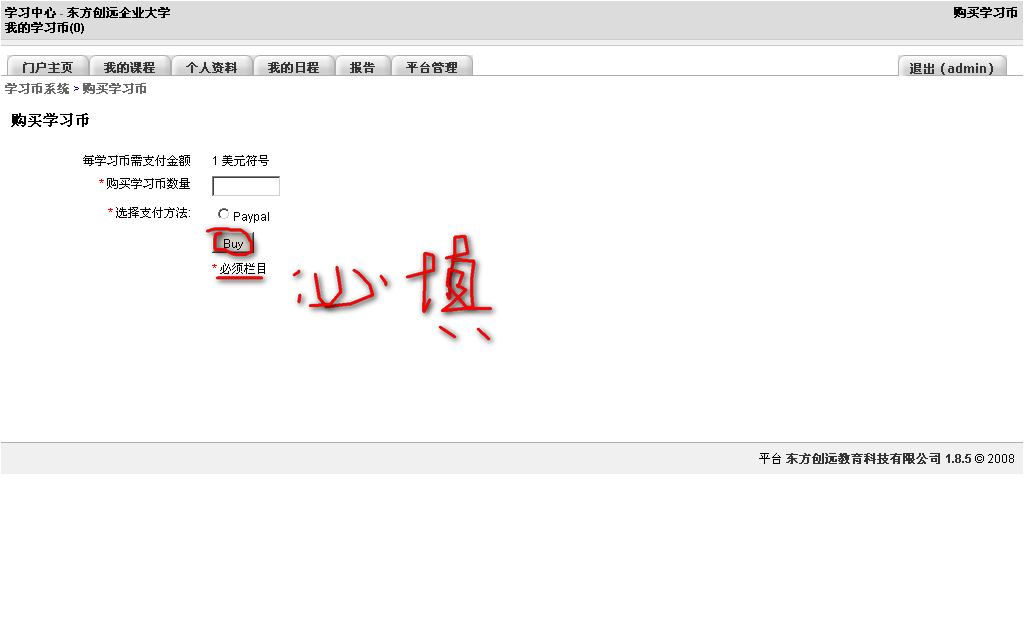 学习中心 - 东方创远企业大学 购买学习币
我的学习币(0)
门户主页 我的课程 个人资料 我的日程 报告 平台管理 退出 (admin)
学习币系统 > 购买学习币
购买学习币
每学习币需支付金额 1 美元符号
*购买学习币数量
*选择支付方法: Paypal
Buy
*必须栏目
必填
平台 东方创远教育科技有限公司 1.8.5 © 2008